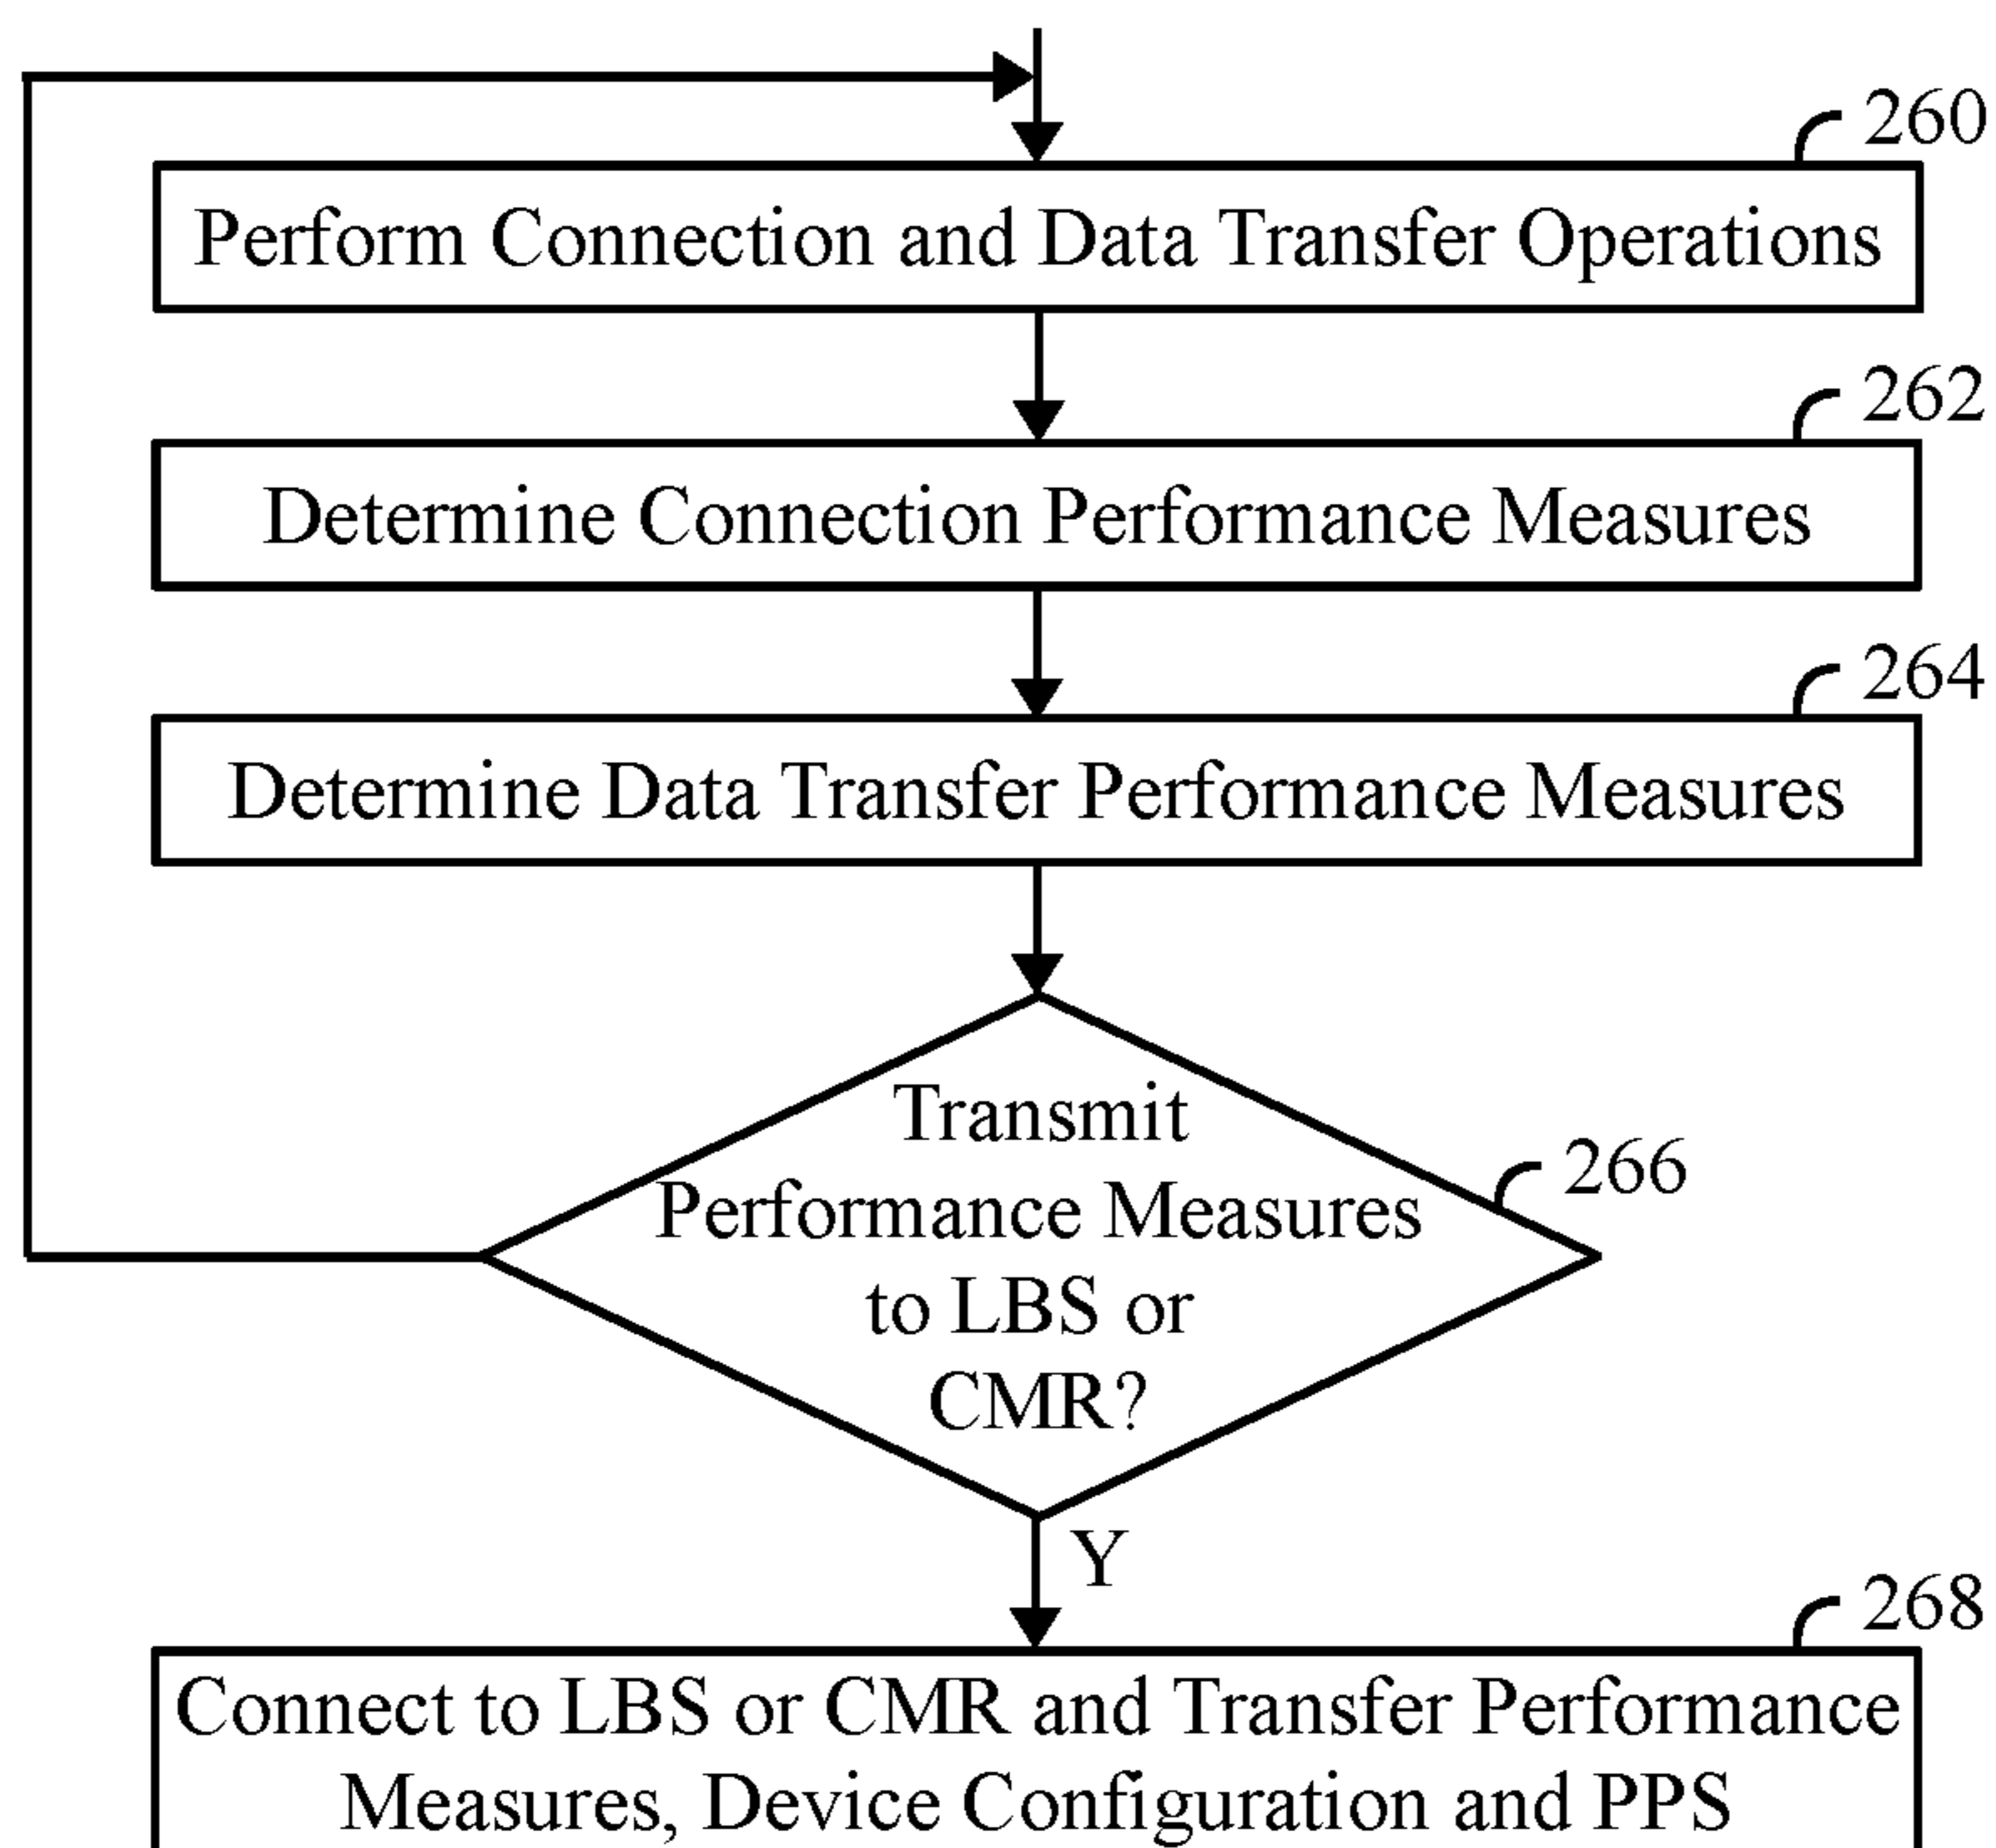 260
Perform Connection and Data Transfer Operations
262
Determine Connection Performance Measures
264
Determine Data Transfer Performance Measures
Transmit
Performance Measures
to LBS or
CMR?
266
Y
268
Connect to LBS or CMR and Transfer Performance
Measures, Device Configuration and PPS